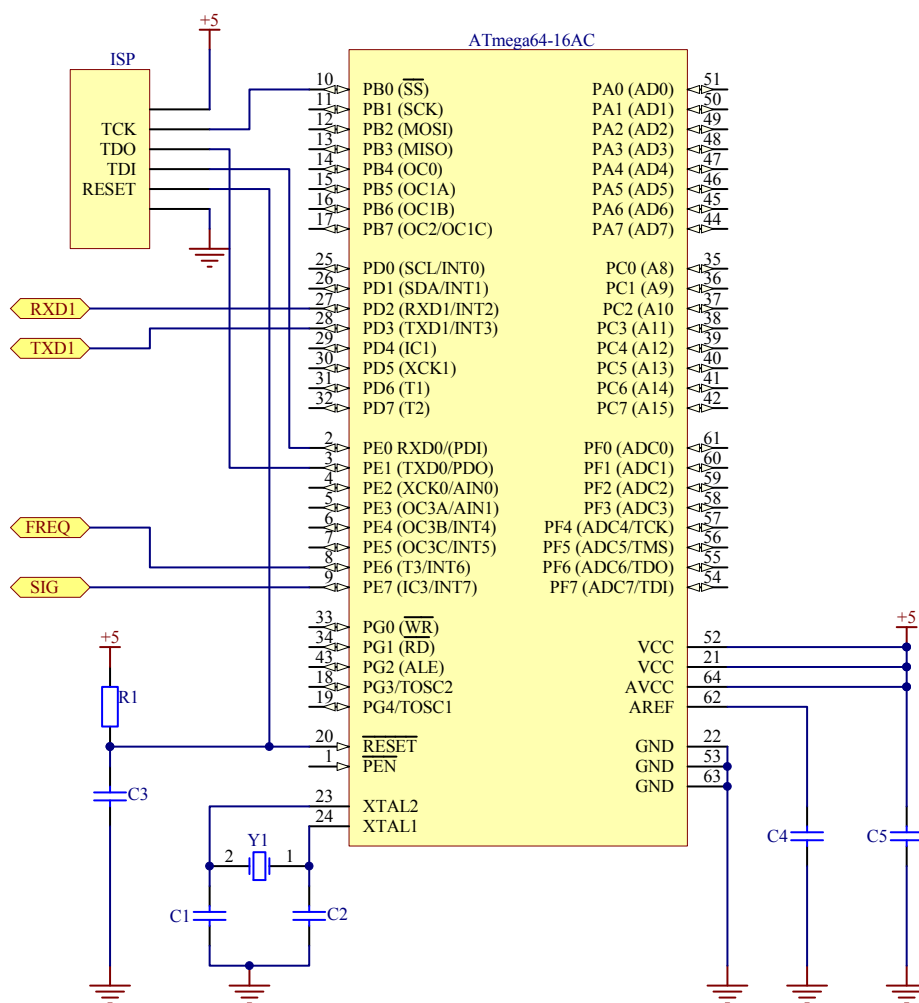 +5
ISP
TCK
TDO
TDI
RESET
ATmega64-16AC
10 PB0 (SS) PA0 (AD0) 51
11 PB1 (SCK) PA1 (AD1) 50
12 PB2 (MOSI) PA2 (AD2) 49
13 PB3 (MISO) PA3 (AD3) 48
14 PB4 (OC0) PA4 (AD4) 47
15 PB5 (OC1A) PA5 (AD5) 46
16 PB6 (OC1B) PA6 (AD6) 45
17 PB7 (OC2/OC1C) PA7 (AD7) 44
25 PD0 (SCL/INT0) PC0 (A8) 35
26 PD1 (SDA/INT1) PC1 (A9) 36
RXD1 27 PD2 (RXD1/INT2) PC2 (A10 37
TXD1 28 PD3 (TXD1/INT3) PC3 (A11) 38
29 PD4 (IC1) PC4 (A12) 39
30 PD5 (XCK1) PC5 (A13) 40
31 PD6 (T1) PC6 (A14) 41
32 PD7 (T2) PC7 (A15) 42
2 PE0 RXD0/(PDI) PF0 (ADC0) 61
3 PE1 (TXD0/PDO) PF1 (ADC1) 60
4 PE2 (XCK0/AIN0) PF2 (ADC2) 59
5 PE3 (OC3A/AIN1) PF3 (ADC3) 58
FREQ 6 PE4 (OC3B/INT4) PF4 (ADC4/TCK) 57
7 PE5 (OC3C/INT5) PF5 (ADC5/TMS) 56
8 PE6 (T3/INT6) PF6 (ADC6/TDO) 55
SIG 9 PE7 (IC3/INT7) PF7 (ADC7/TDI) 54
33 PG0 (WR)
+5 34 PG1 (RD) VCC 52 +5
43 PG2 (ALE) VCC 21
18 PG3/TOSC2 AVCC 64
R1 19 PG4/TOSC1 AREF 62
20 RESET GND 22
1 PEN GND 53
GND 63
C3
23 XTAL2
24 XTAL1
Y1
2 1
C4 C5
C1 C2